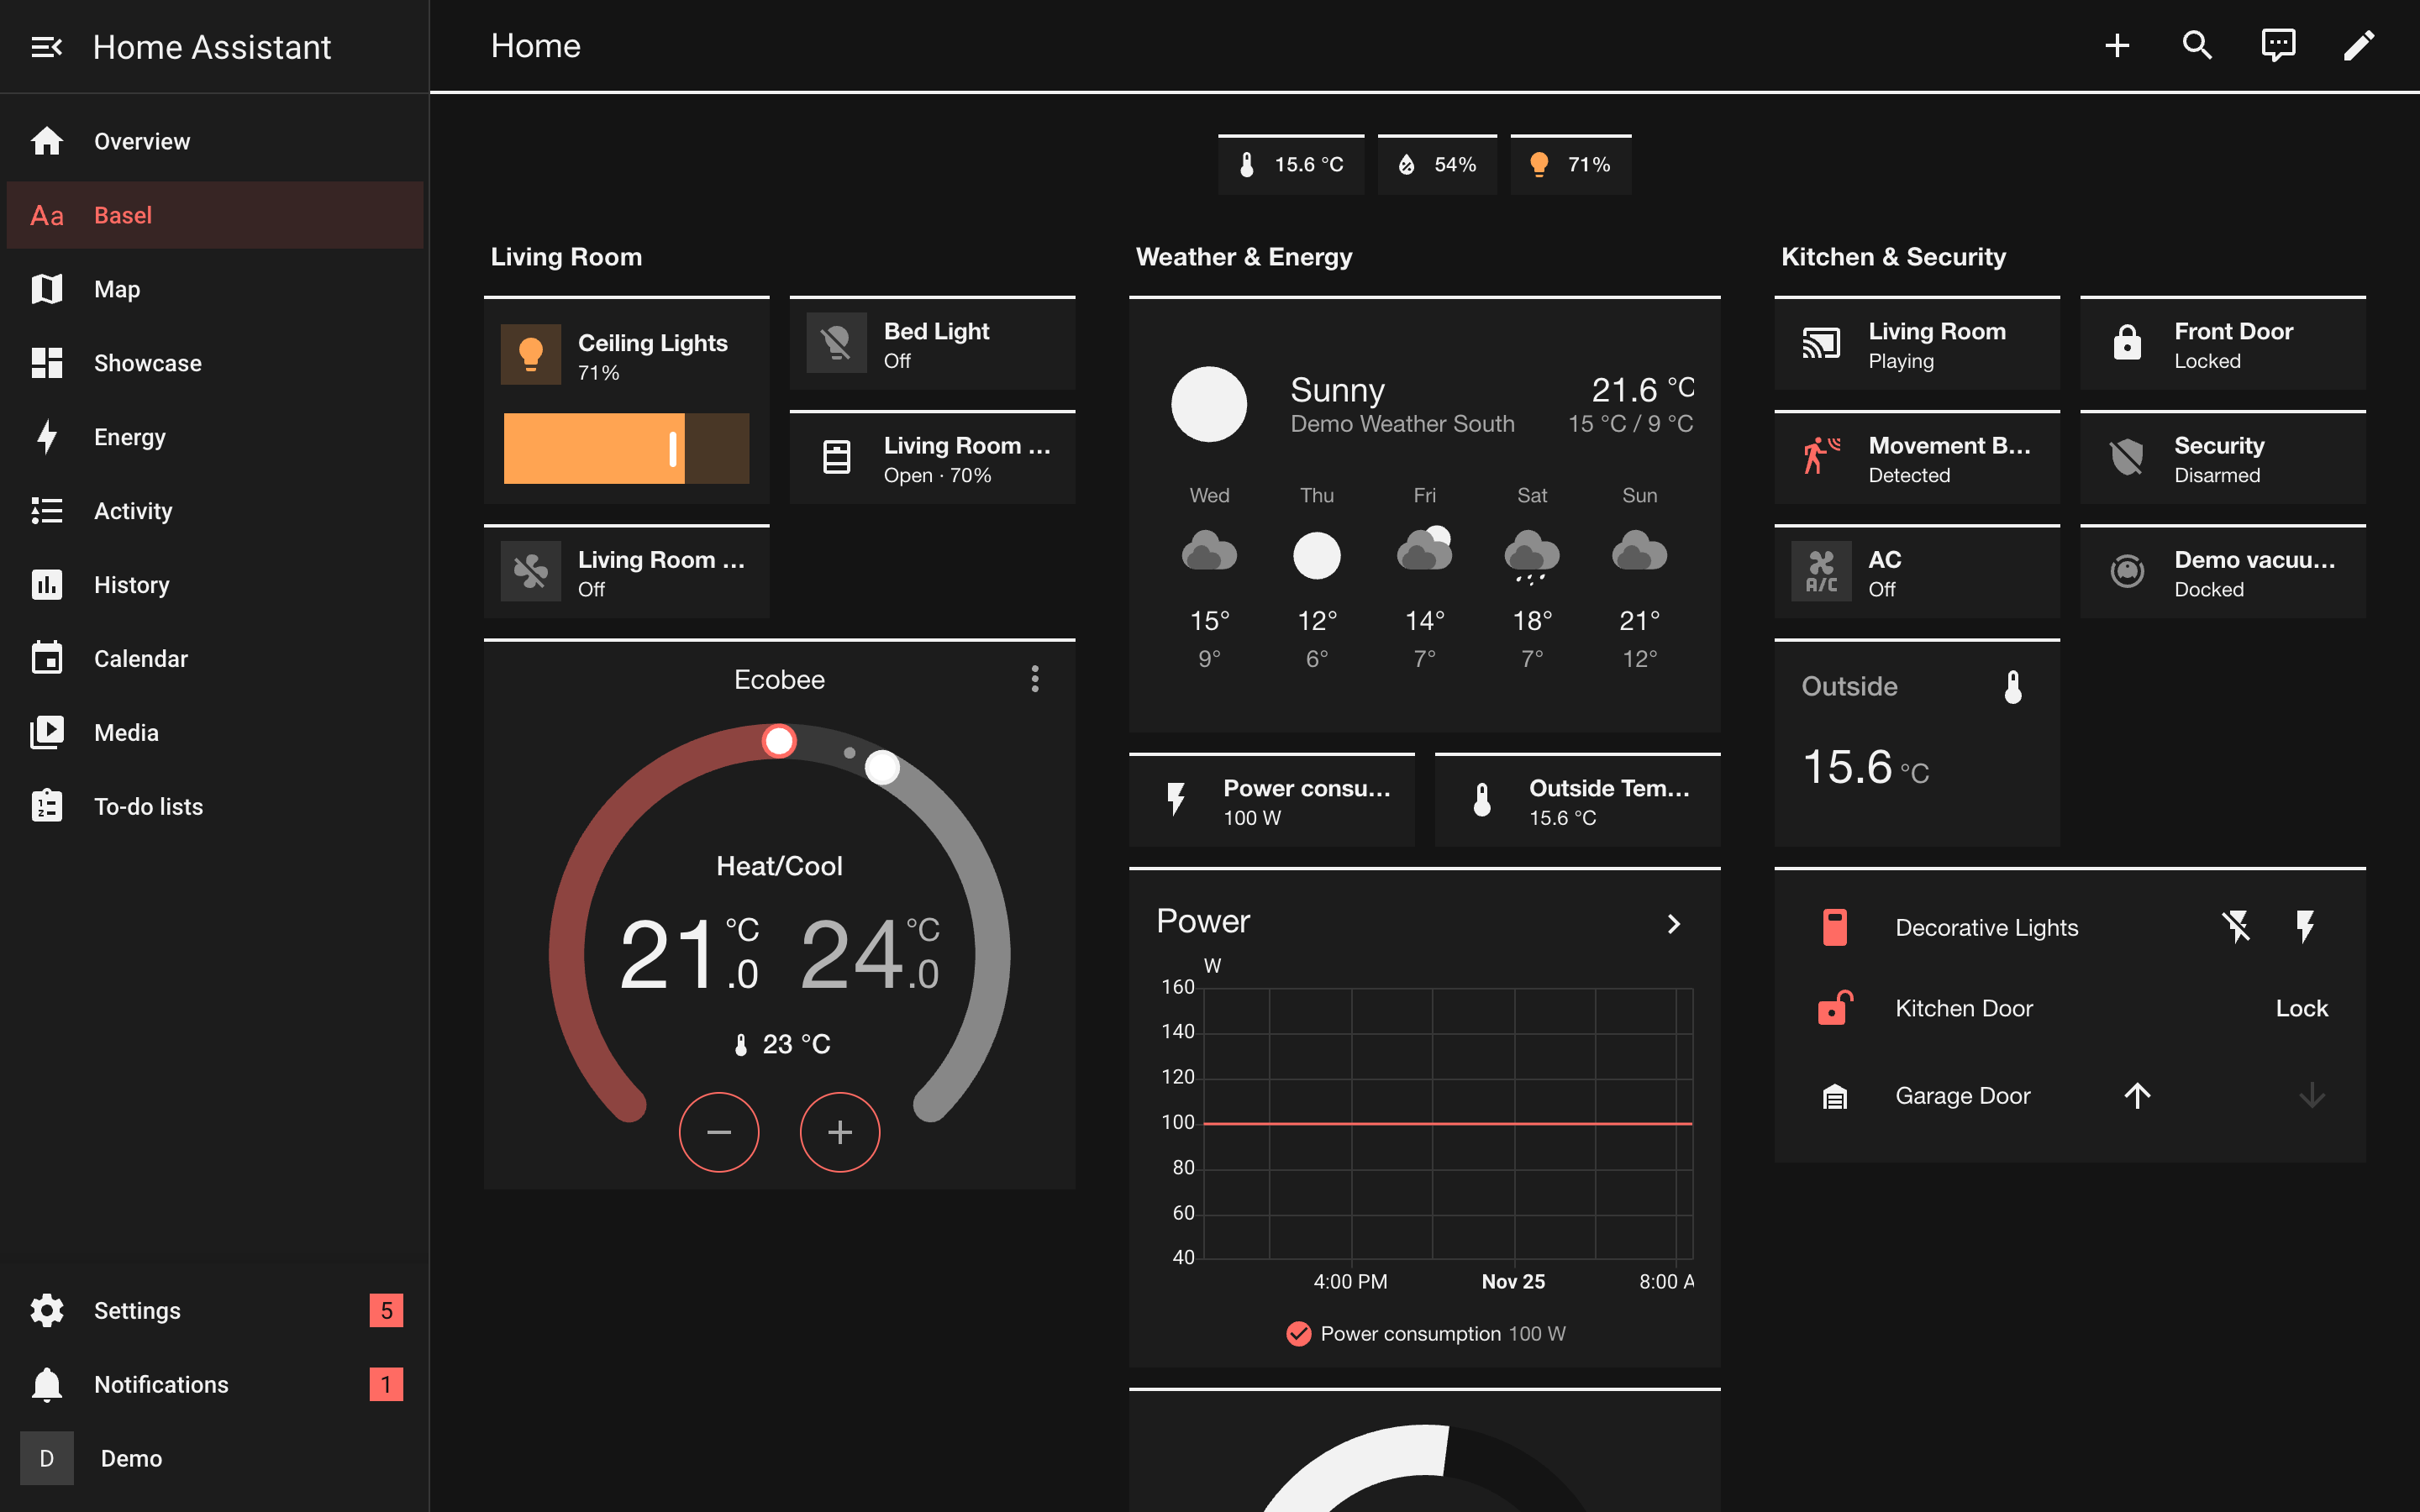 Home Assistant
Overview
Aa Basel
Map
Showcase
Energy
Activity
History
Calendar
Media
To-do lists
Settings 5
Notifications 1
D Demo
Home
15.6 °C 54% 71%
Living Room
Ceiling Lights
71%
Bed Light
Off
Living Room ...
Open · 70%
Living Room ...
Off
Ecobee
Heat/Cool
21.0 °C 24.0 °C
23 °C
Weather & Energy
Sunny 21.6 °C
Demo Weather South 15 °C / 9 °C
Wed Thu Fri Sat Sun
15° 12° 14° 18° 21°
9° 6° 7° 7° 12°
Power consu...
100 W
Outside Tem...
15.6 °C
Power
W
160
140
120
100
80
60
40
4:00 PM Nov 25 8:00 A
Power consumption 100 W
Kitchen & Security
Living Room
Playing
Front Door
Locked
Movement B...
Detected
Security
Disarmed
A/C
AC
Off
Demo vacuu...
Docked
Outside
15.6 °C
Decorative Lights
Kitchen Door Lock
Garage Door